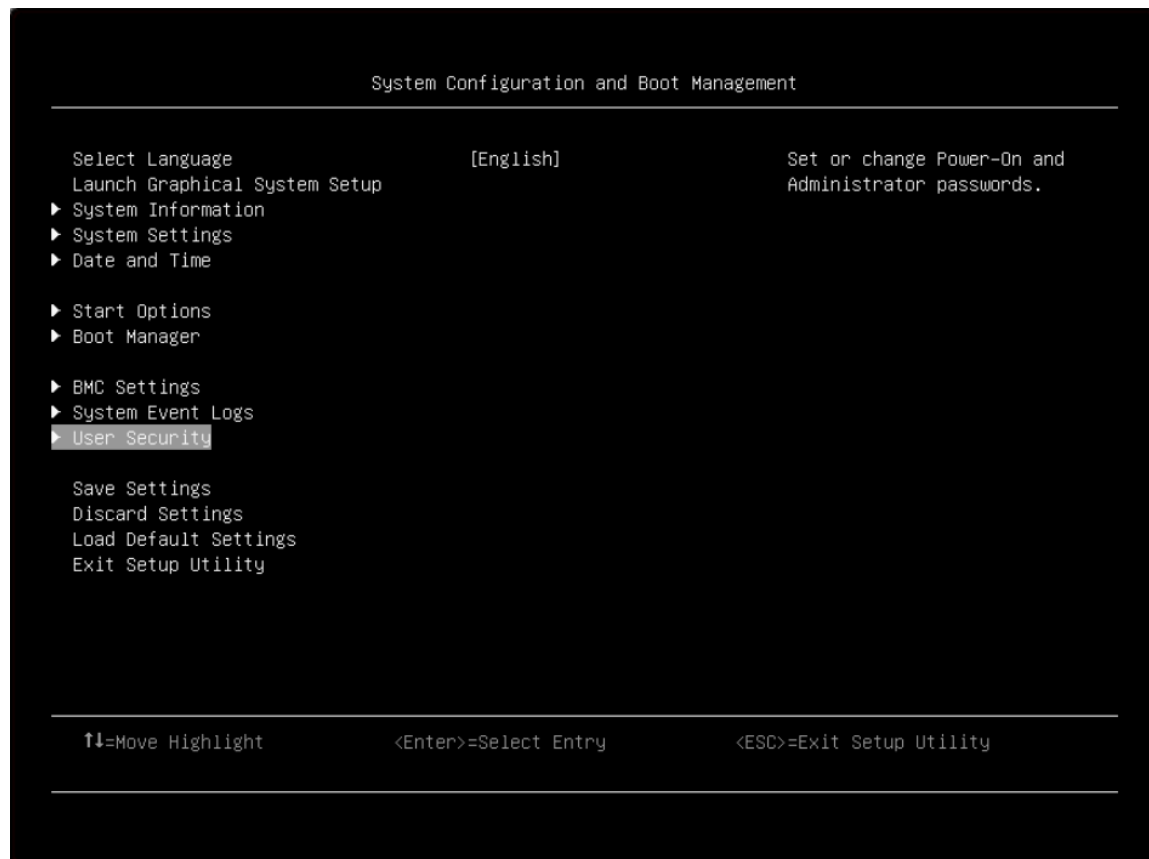 System Configuration and Boot Management
Select Language [English]
Launch Graphical System Setup
▶ System Information
▶ System Settings
▶ Date and Time
▶ Start Options
▶ Boot Manager
▶ BMC Settings
▶ System Event Logs
▶ User Security
Save Settings
Discard Settings
Load Default Settings
Exit Setup Utility
Set or change Power-On and
Administrator passwords.
↑↓=Move Highlight <Enter>=Select Entry <ESC>=Exit Setup Utility